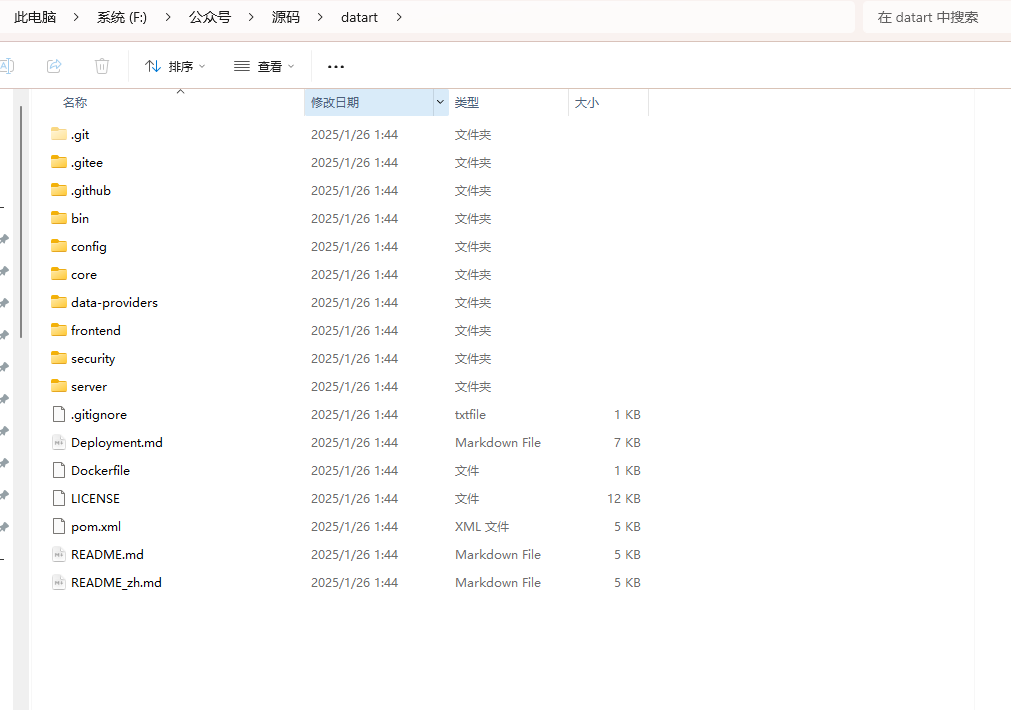 此电脑 > 系统 (F:) > 公众号 > 源码 > datart >
在 datart 中搜索
排序 查看 ...
名称 修改日期 类型 大小
.git 2025/1/26 1:44 文件夹
.gitee 2025/1/26 1:44 文件夹
.github 2025/1/26 1:44 文件夹
bin 2025/1/26 1:44 文件夹
config 2025/1/26 1:44 文件夹
core 2025/1/26 1:44 文件夹
data-providers 2025/1/26 1:44 文件夹
frontend 2025/1/26 1:44 文件夹
security 2025/1/26 1:44 文件夹
server 2025/1/26 1:44 文件夹
.gitignore 2025/1/26 1:44 txtfile 1 KB
Deployment.md 2025/1/26 1:44 Markdown File 7 KB
Dockerfile 2025/1/26 1:44 文件 1 KB
LICENSE 2025/1/26 1:44 文件 12 KB
pom.xml 2025/1/26 1:44 XML 文件 5 KB
README.md 2025/1/26 1:44 Markdown File 5 KB
README_zh.md 2025/1/26 1:44 Markdown File 5 KB